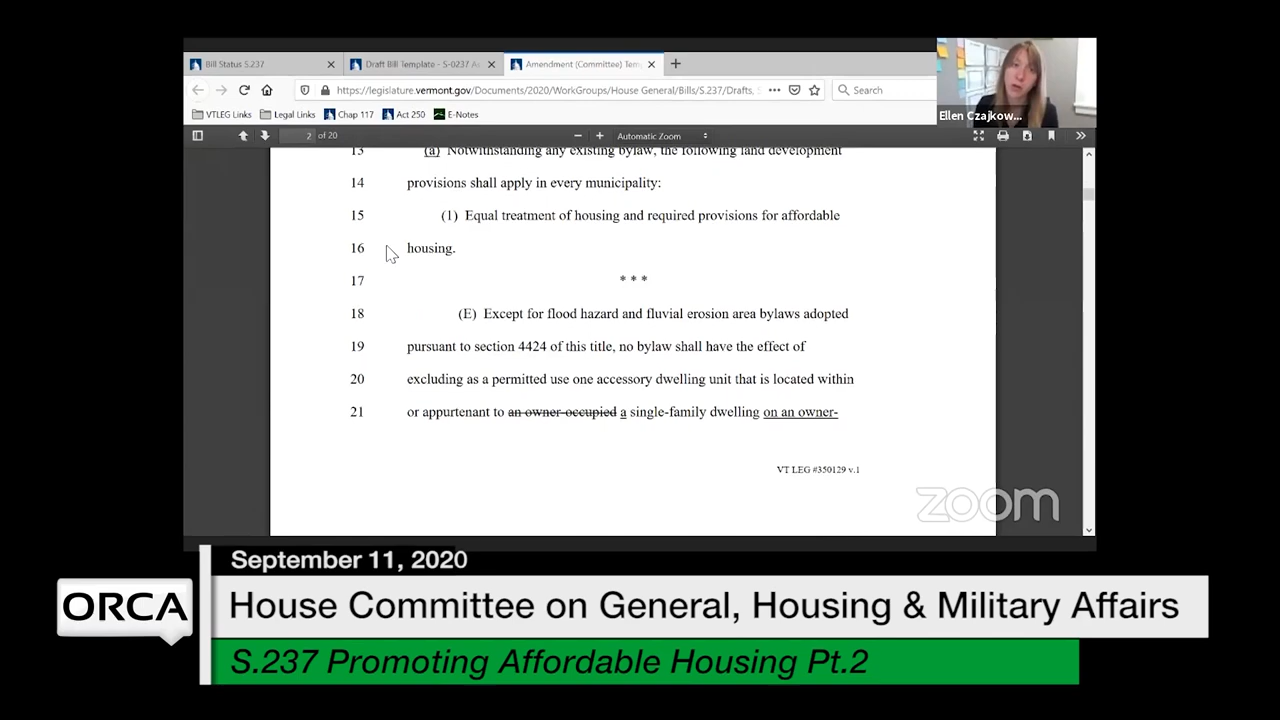 Bill Status S.237
Draft Bill Template - S-0237 A
Amendment (Committee) Tem
https://legislature.vermont.gov/Documents/2020/WorkGroups/House General/Bills/S.237/Drafts,
Search
VTLEG Links
Legal Links
Chap 117
Act 250
E-Notes
Ellen Czajkow...
2 of 20
Automatic Zoom
13 (a) Notwithstanding any existing bylaw, the following land development
14 provisions shall apply in every municipality:
15 (1) Equal treatment of housing and required provisions for affordable
16 housing.
17 * * *
18 (E) Except for flood hazard and fluvial erosion area bylaws adopted
19 pursuant to section 4424 of this title, no bylaw shall have the effect of
20 excluding as a permitted use one accessory dwelling unit that is located within
21 or appurtenant to an owner-occupied a single-family dwelling on an owner-
VT LEG #350129 v.1
zoom
September 11, 2020
ORCA
House Committee on General, Housing & Military Affairs
S.237 Promoting Affordable Housing Pt.2